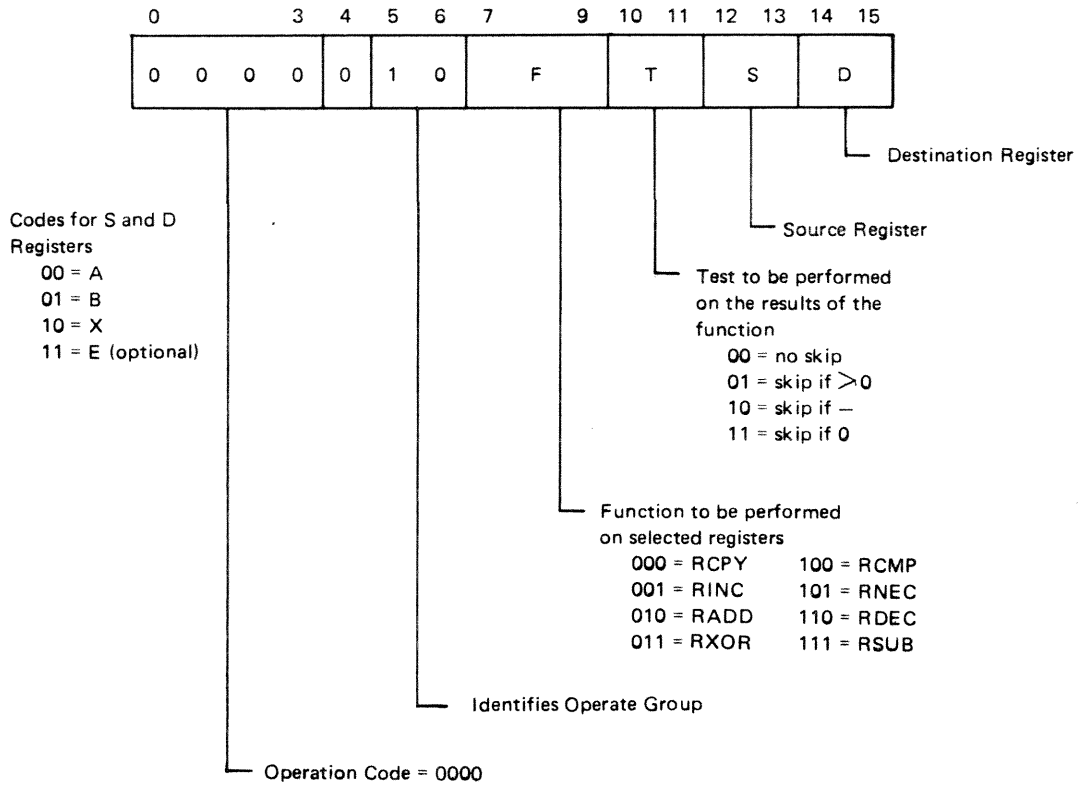 0 3 4 5 6 7 9 10 11 12 13 14 15
0 0 0 0 0 1 0 F T S D
Destination Register
Source Register
Codes for S and D
Registers
00 = A
01 = B
10 = X
11 = E (optional)
Test to be performed
on the results of the
function
00 = no skip
01 = skip if >0
10 = skip if –
11 = skip if 0
Function to be performed
on selected registers
000 = RCPY 100 = RCMP
001 = RINC 101 = RNEC
010 = RADD 110 = RDEC
011 = RXOR 111 = RSUB
Identifies Operate Group
Operation Code = 0000